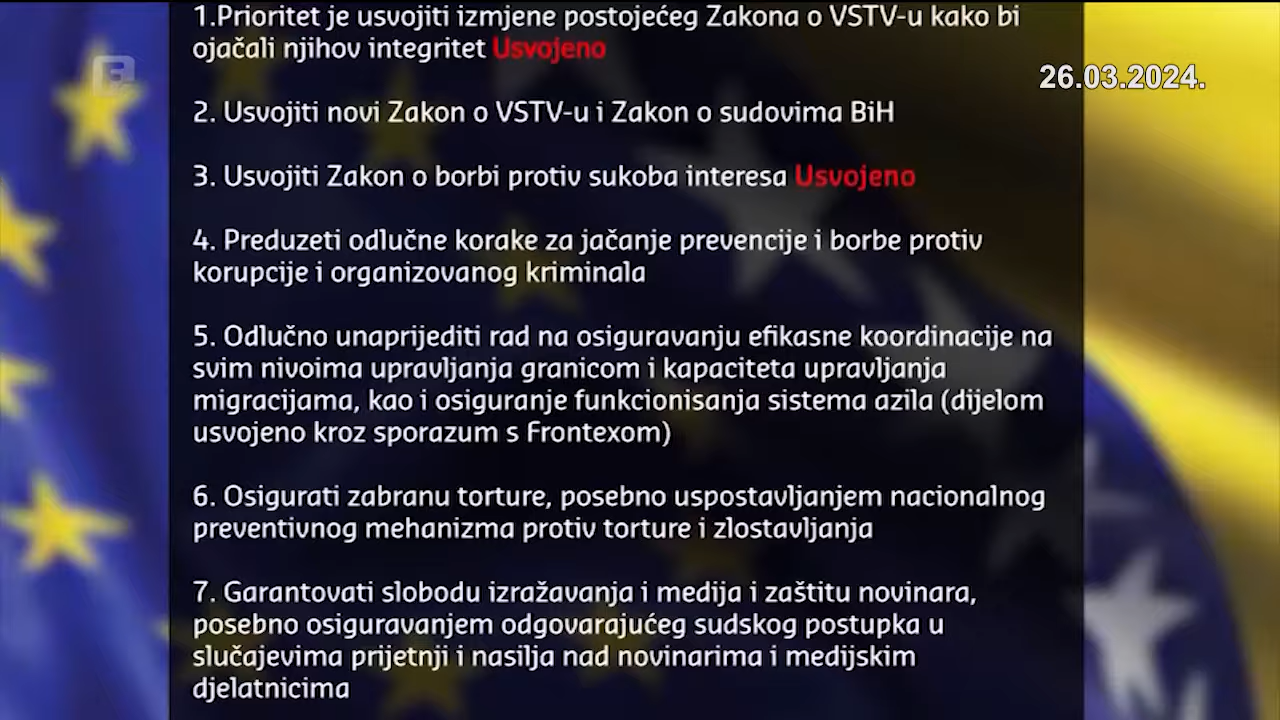 1.Prioritet je usvojiti izmjene postojećeg Zakona o VSTV-u kako bi
ojačali njihov integritet Usvojeno
26.03.2024.
2. Usvojiti novi Zakon o VSTV-u i Zakon o sudovima BiH
3. Usvojiti Zakon o borbi protiv sukoba interesa Usvojeno
4. Preduzeti odlučne korake za jačanje prevencije i borbe protiv
korupcije i organizovanog kriminala
5. Odlučno unaprijediti rad na osiguravanju efikasne koordinacije na
svim nivoima upravljanja granicom i kapaciteta upravljanja
migracijama, kao i osiguranje funkcionisanja sistema azila (dijelom
usvojeno kroz sporazum s Frontexom)
6. Osigurati zabranu torture, posebno uspostavljanjem nacionalnog
preventivnog mehanizma protiv torture i zlostavljanja
7. Garantovati slobodu izražavanja i medija i zaštitu novinara,
posebno osiguravanjem odgovarajućeg sudskog postupka u
slučajevima prijetnji i nasilja nad novinarima i medijskim
djelatnicima